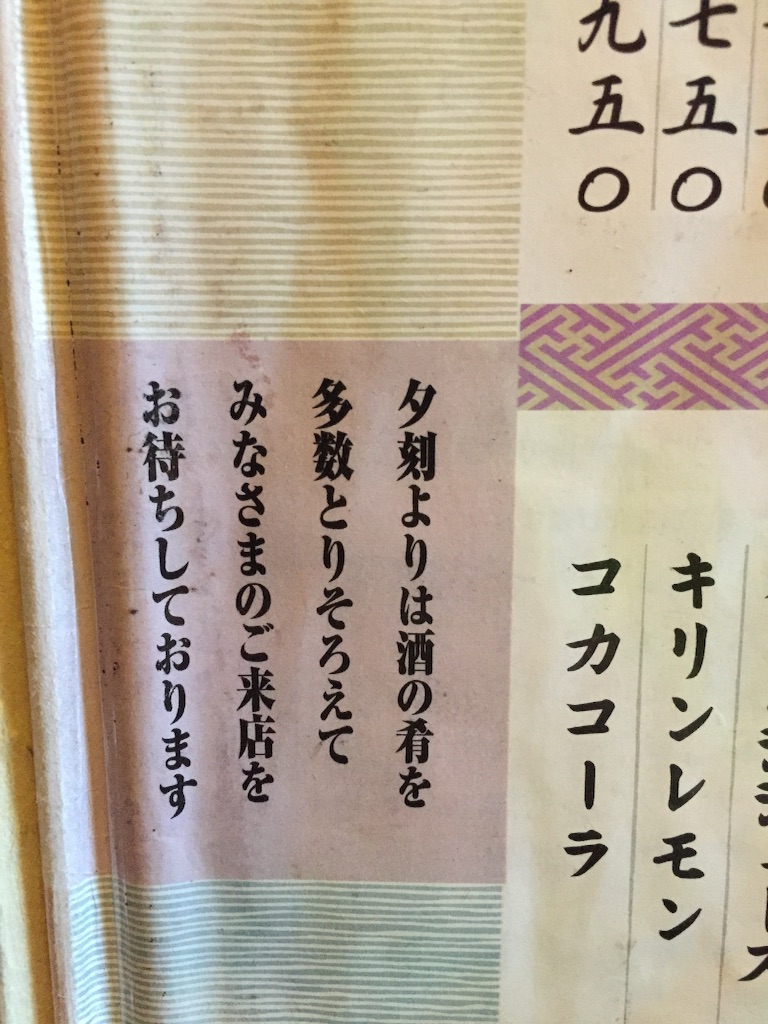 七五〇
九五〇
キリンレモン
コカコーラ
夕刻よりは酒の肴を
多数とりそろえて
みなさまのご来店を
お待ちしております